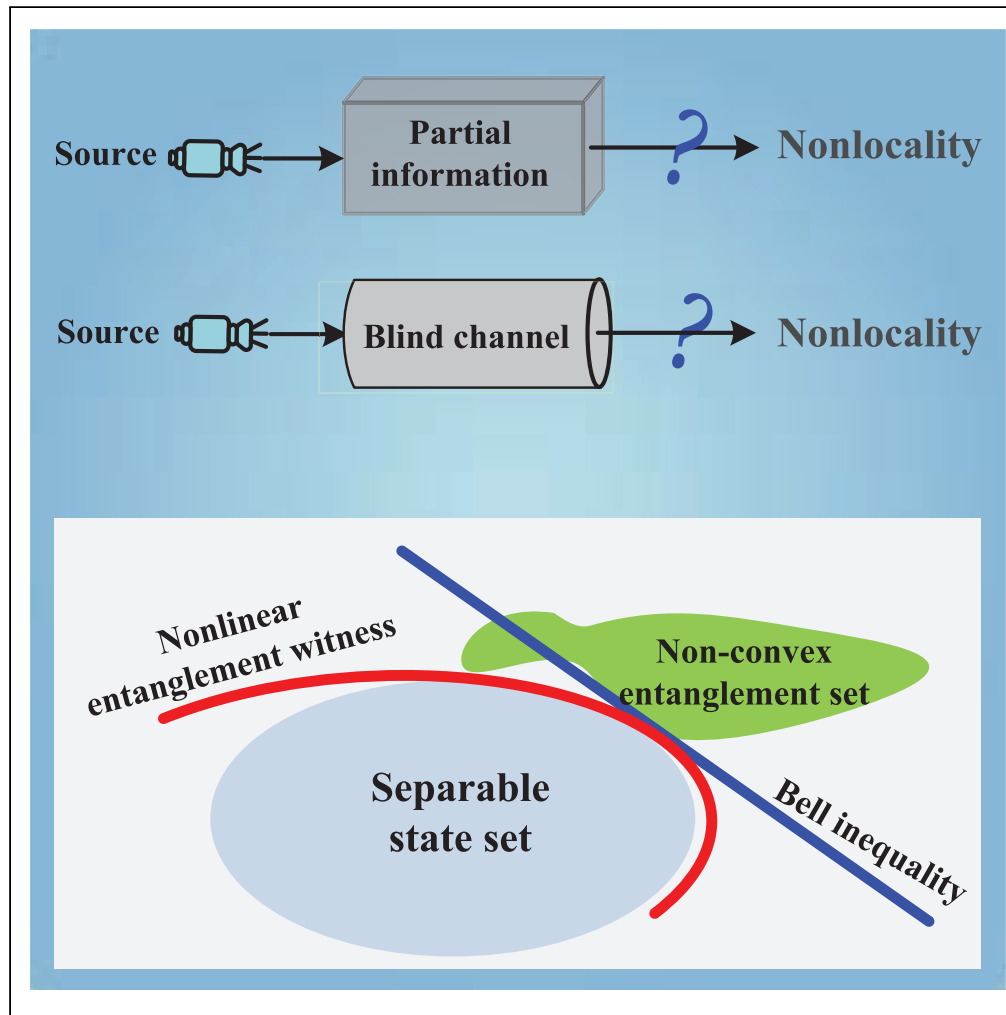 Source
Partial
information
?
Nonlocality
Source
Blind channel
?
Nonlocality
Nonlinear
entanglement witness
Non-convex
entanglement set
Separable
state set
Bell inequality